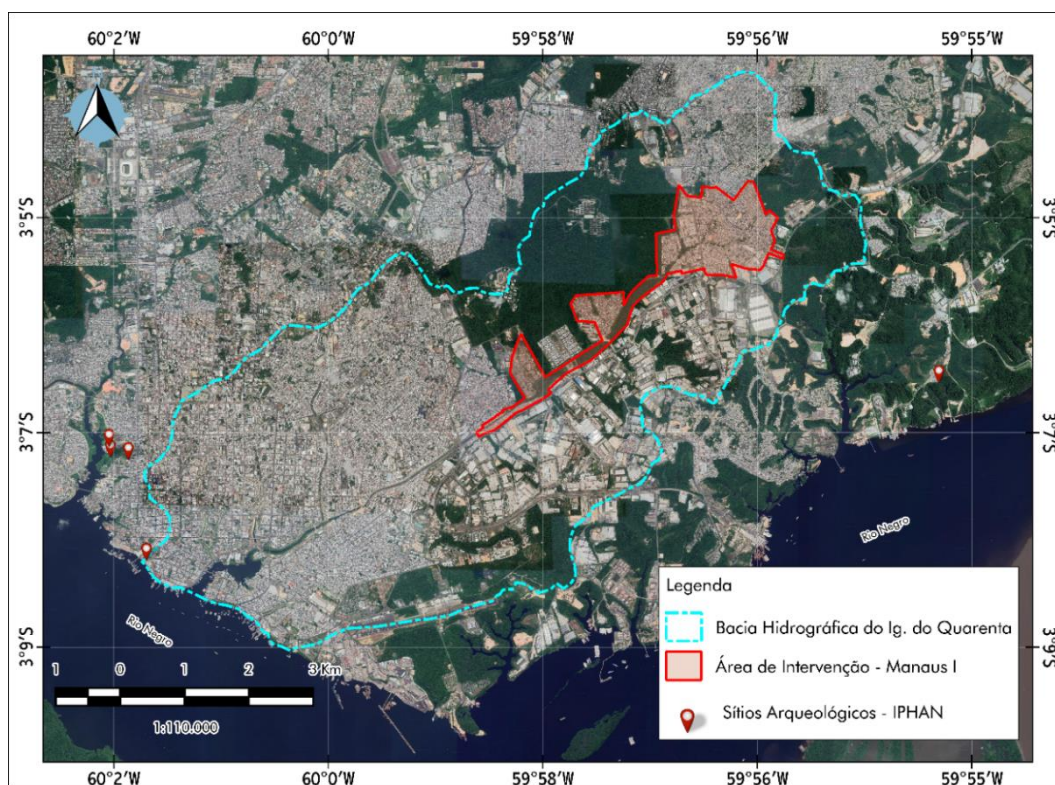 60°2'W 60°0'W 59°58'W 59°56'W 59°55'W
3°5'S 3°5'S
3°7'S 3°7'S
Rio Negro
Rio Negro
3°9'S 3°9'S
1 0 1 2 3 Km
1:110.000
Legenda
Bacia Hidrográfica do Ig. do Quarenta
Área de Intervenção - Manaus I
Sítios Arqueológicos - IPHAN
60°2'W 60°0'W 59°58'W 59°56'W 59°55'W